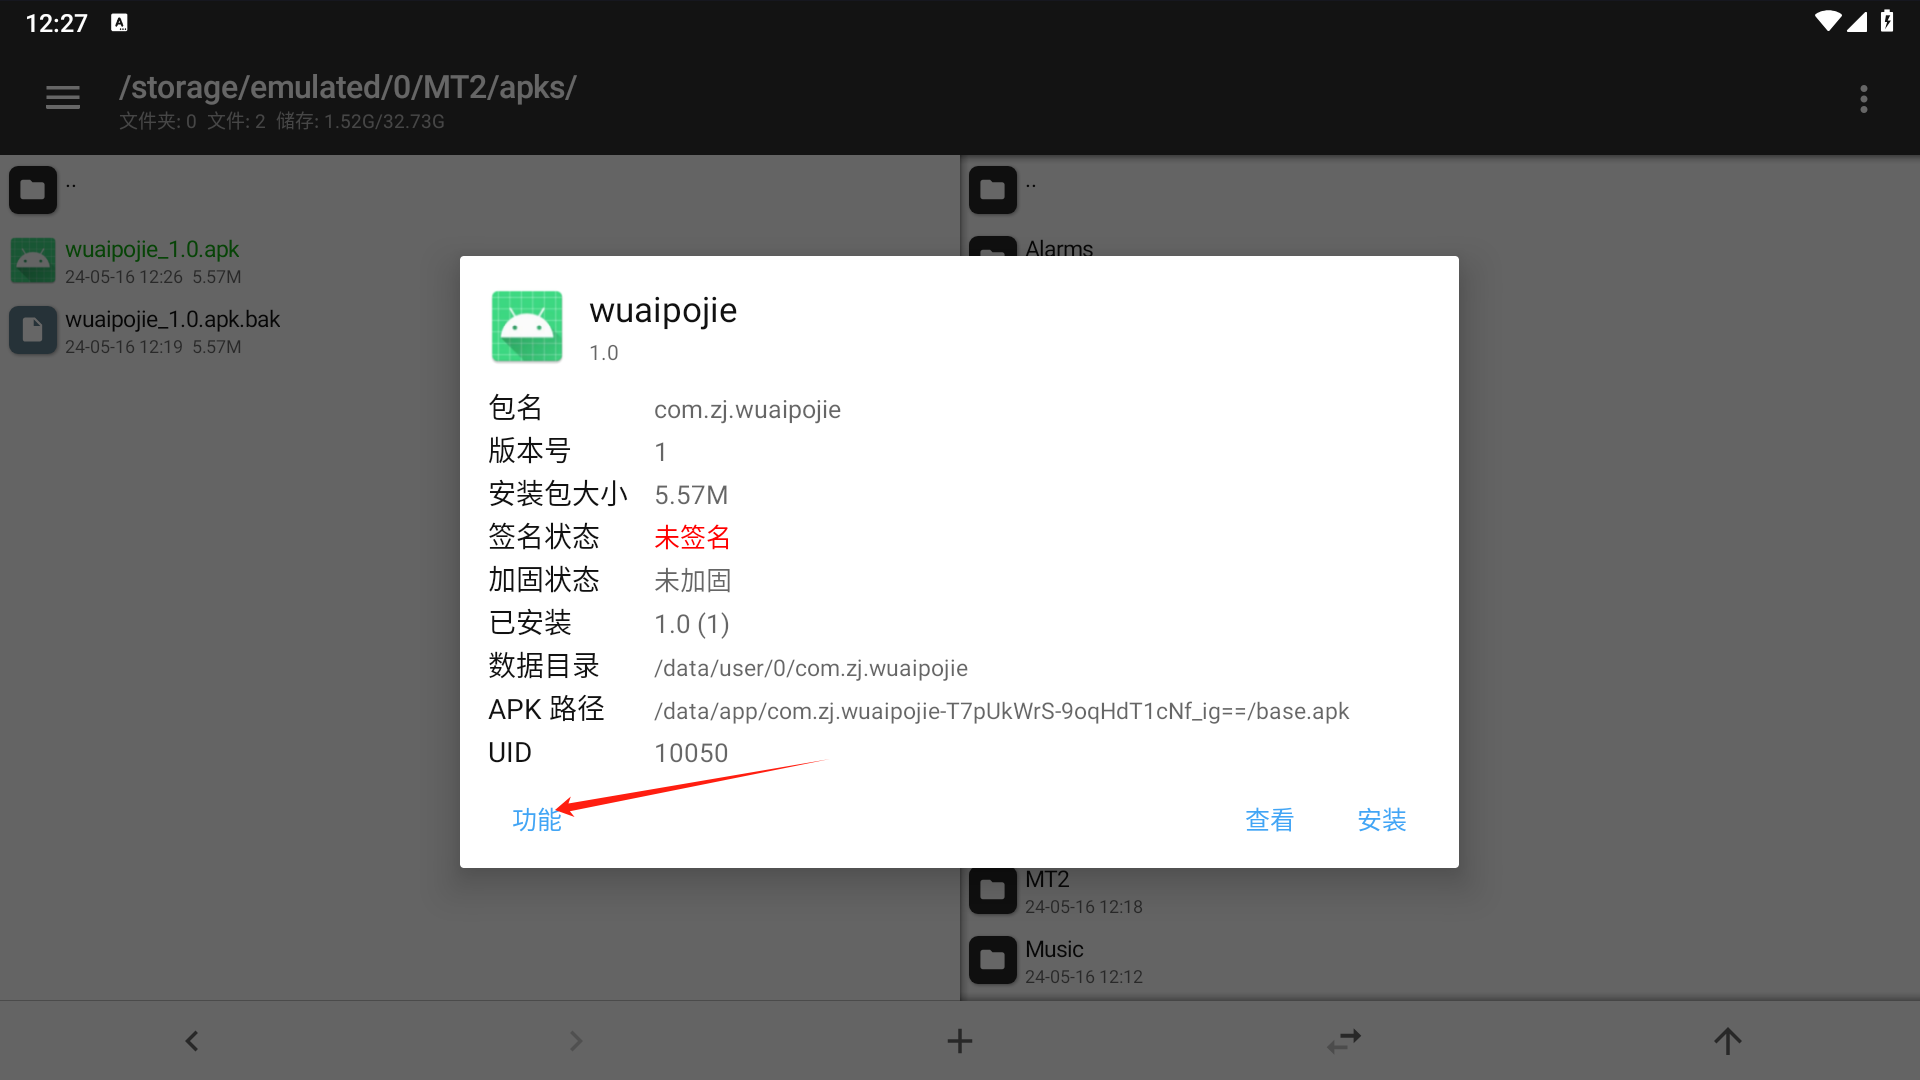 12:27
/storage/emulated/0/MT2/apks/
文件夹: 0 文件: 2 储存: 1.52G/32.73G
..
wuaipojie_1.0.apk
24-05-16 12:26 5.57M
wuaipojie_1.0.apk.bak
24-05-16 12:19 5.57M
..
Alarms
wuaipojie
1.0
包名 com.zj.wuaipojie
版本号 1
安装包大小 5.57M
签名状态 未签名
加固状态 未加固
已安装 1.0 (1)
数据目录 /data/user/0/com.zj.wuaipojie
APK 路径 /data/app/com.zj.wuaipojie-T7pUkWrS-9oqHdT1cNf_ig==/base.apk
UID 10050
功能 查看 安装
MT2
24-05-16 12:18
Music
24-05-16 12:12